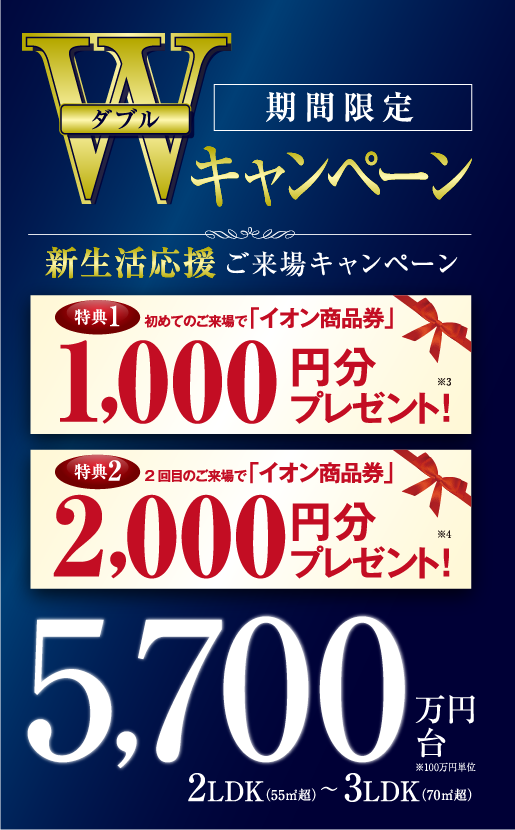 W
ダブル
期間限定
キャンペーン
新生活応援 ご来場キャンペーン
特典1 初めてのご来場で「イオン商品券」
1,000円分
プレゼント!※3
特典2 2回目のご来場で「イオン商品券」
2,000円分
プレゼント!※4
5,700万円台
※100万円単位
2LDK(55㎡超)~3LDK(70㎡超)